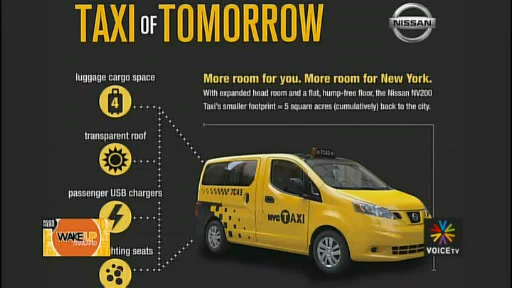 TAXI OF TOMORROW
NISSAN
luggage cargo space
4
More room for you. More room for New York.
With expanded head room and a flat, hump-free floor, the Nissan NV200
Taxi's smaller footprint = 5 square acres (cumulatively) back to the city.
transparent roof
passenger USB chargers
NYC TAXI
WAKE UP
VOICE TV
hting seats